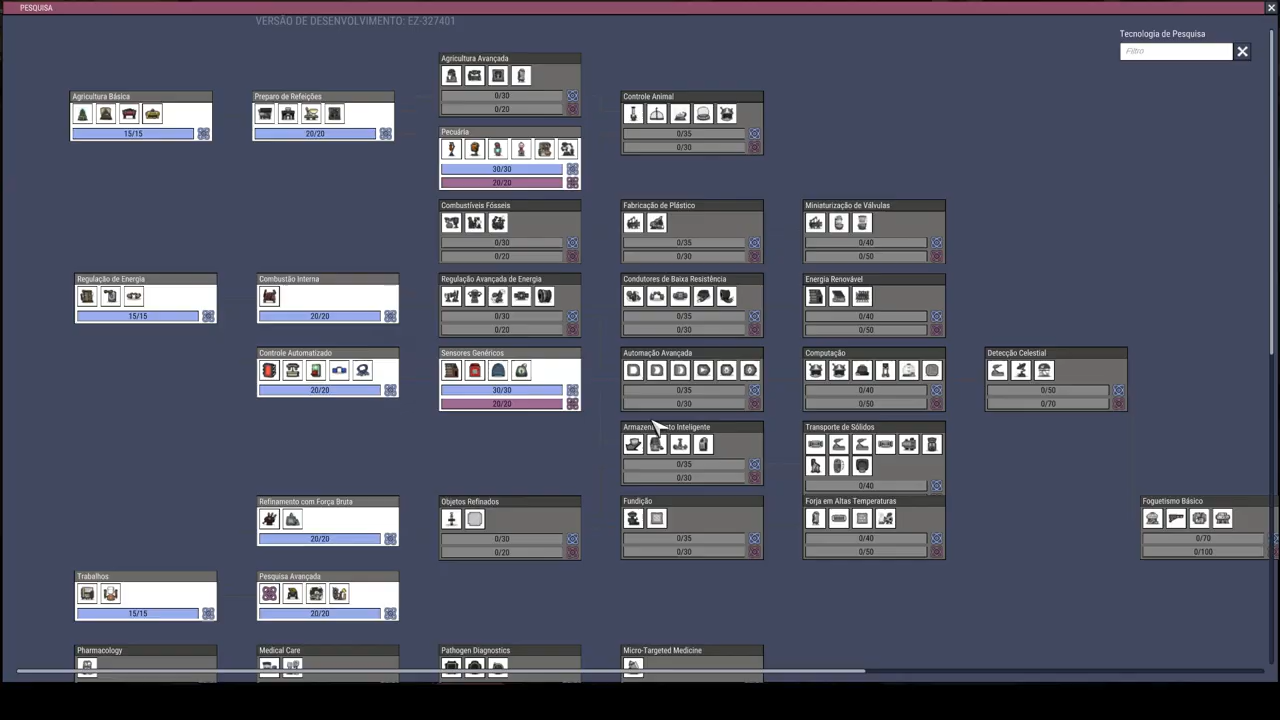 PESQUISA
VERSÃO DE DESENVOLVIMENTO: EZ-327401
Tecnologia de Pesquisa
Filtro
Agricultura Avançada
0/30
0/20
Agricultura Básica
15/15
Preparo de Refeições
20/20
Controle Animal
0/35
0/30
Pecuária
30/30
20/20
Combustíveis Fósseis
0/30
0/20
Fabricação de Plástico
0/35
0/30
Miniaturização de Válvulas
0/40
0/50
Regulação de Energia
15/15
Combustão Interna
20/20
Regulação Avançada de Energia
0/30
0/20
Condutores de Baixa Resistência
0/35
0/30
Energia Renovável
0/40
0/50
Controle Automatizado
20/20
Sensores Genéricos
30/30
20/20
Automação Avançada
0/35
0/30
Computação
0/40
0/50
Detecção Celestial
0/50
0/70
Inteligente
0/35
0/30
Transporte de Sólidos
0/40
Refinamento com Força Bruta
20/20
Objetos Refinados
0/30
0/20
Fundição
0/35
0/30
Forja em Altas Temperaturas
0/40
0/50
Foguetismo Básico
0/70
0/100
Trabalhos
15/15
Pesquisa Avançada
20/20
Pharmacology
Medical Care
Pathogen Diagnostics
Micro-Targeted Medicine